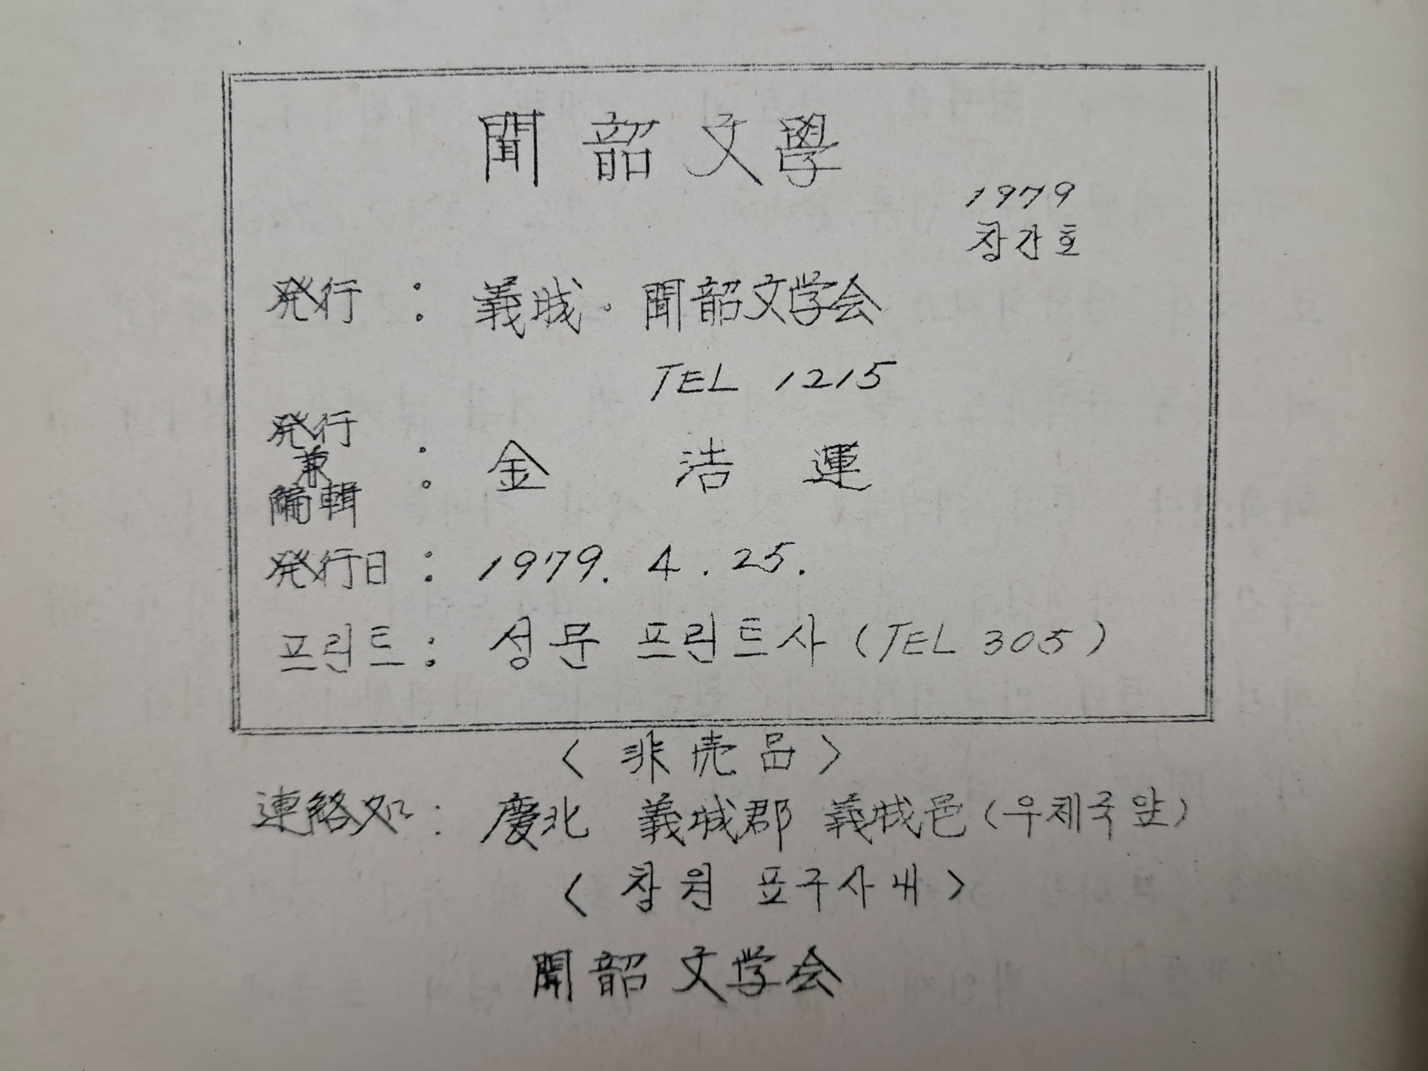 聞韶文學
1979
창간호
発行 : 義城 · 聞韶文学会
TEL 1215
発行
兼
編輯 : 金 浩 運
発行日 : 1979. 4. 25.
프린트 : 성문 프린트사 (TEL 305)
〈 非売品 〉
連絡処 : 慶北 義城郡 義城邑 (우체국 앞)
〈 창원 표구사내 〉
聞韶 文学会